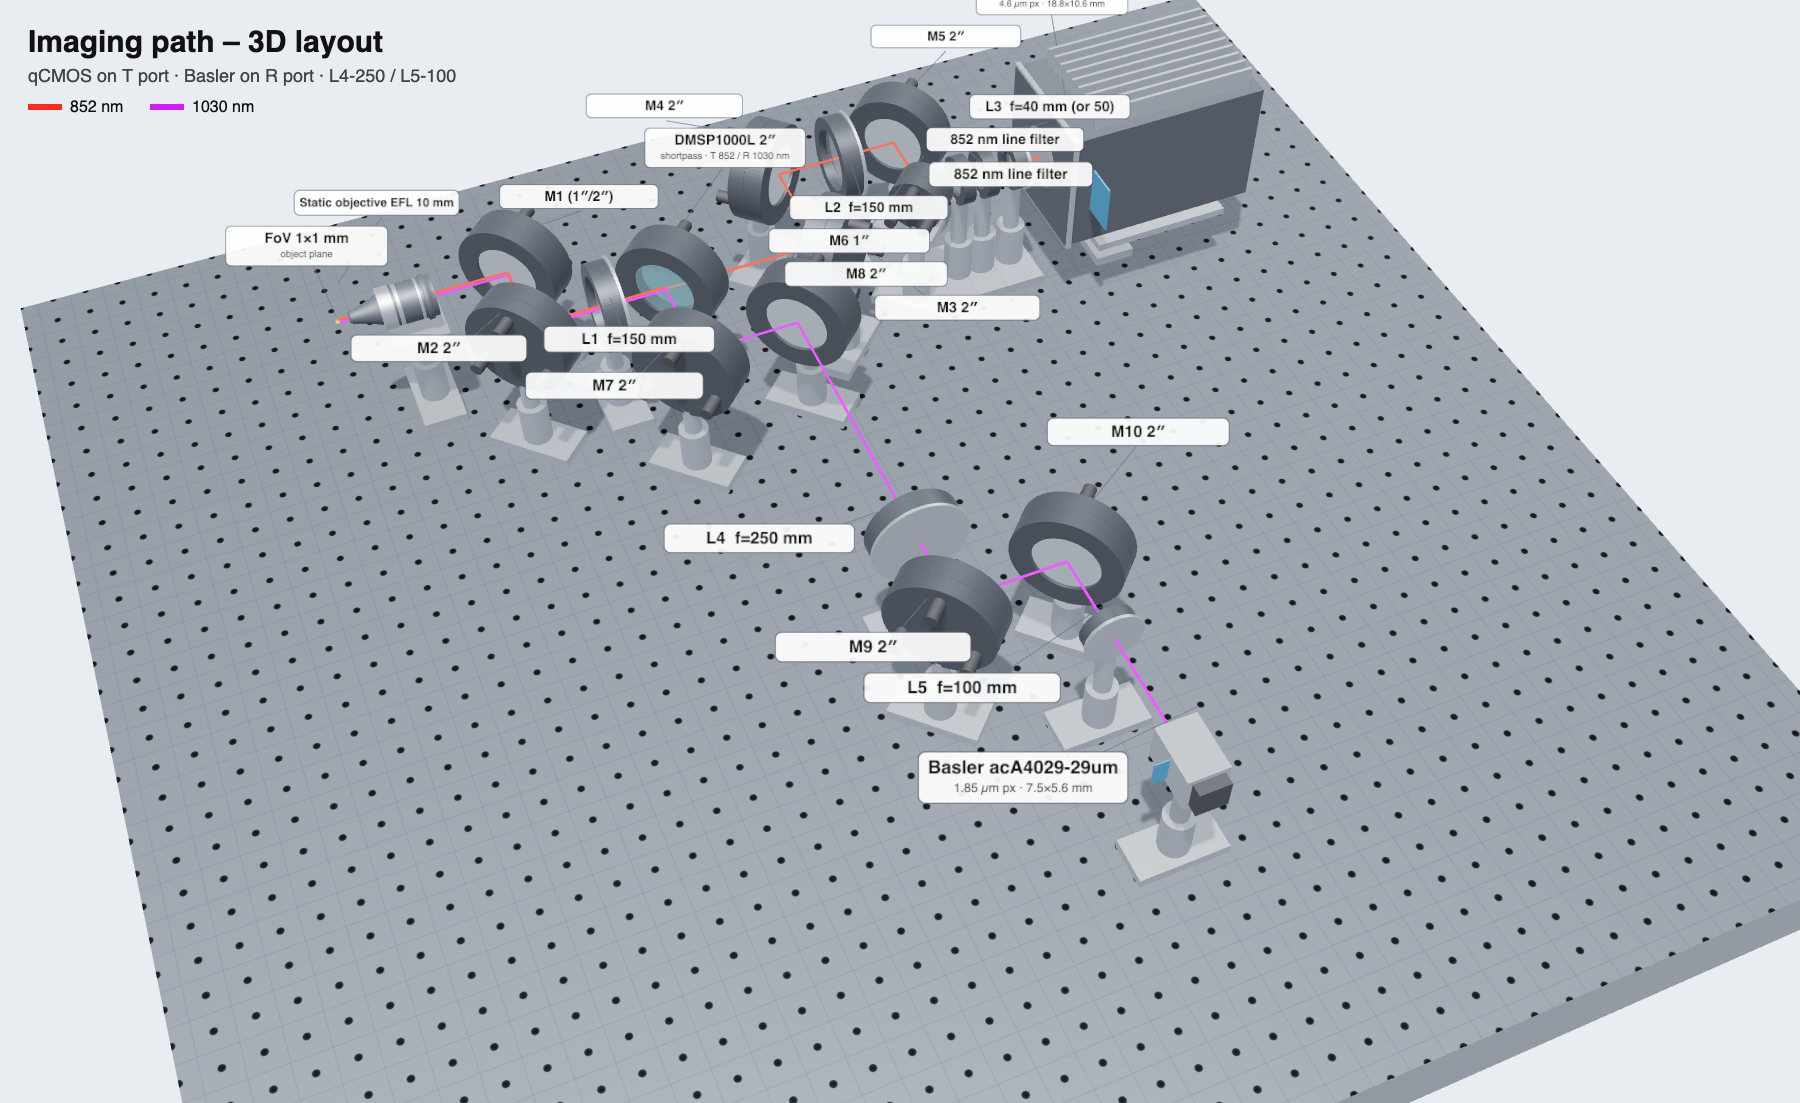 Imaging path – 3D layout
qCMOS on T port · Basler on R port · L4-250 / L5-100
852 nm
1030 nm
4.6 µm px · 18.8×10.6 mm
M5 2″
M4 2″
L3 f=40 mm (or 50)
DMSP1000L 2″
shortpass · T 852 / R 1030 nm
852 nm line filter
852 nm line filter
M1 (1″/2″)
Static objective EFL 10 mm
L2 f=150 mm
FoV 1×1 mm
object plane
M6 1″
M8 2″
M3 2″
M2 2″
L1 f=150 mm
M7 2″
M10 2″
L4 f=250 mm
M9 2″
L5 f=100 mm
Basler acA4029-29um
1.85 µm px · 7.5×5.6 mm